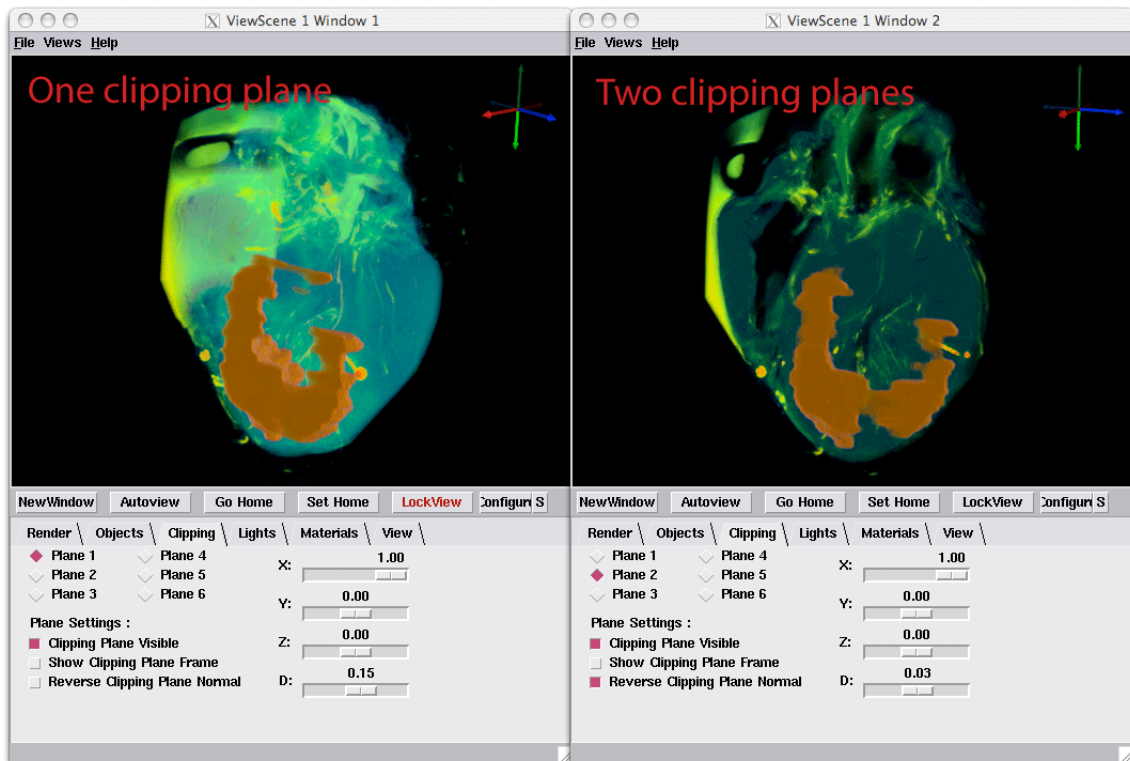 ViewScene 1 Window 1
File Views Help
One clipping plane
NewWindow Autoview Go Home Set Home LockView Configure S
Render Objects Clipping Lights Materials View
Plane 1 Plane 4
Plane 2 Plane 5
Plane 3 Plane 6
X: 1.00
Y: 0.00
Z: 0.00
D: 0.15
Plane Settings :
Clipping Plane Visible
Show Clipping Plane Frame
Reverse Clipping Plane Normal
ViewScene 1 Window 2
File Views Help
Two clipping planes
NewWindow Autoview Go Home Set Home LockView Configure S
Render Objects Clipping Lights Materials View
Plane 1 Plane 4
Plane 2 Plane 5
Plane 3 Plane 6
X: 1.00
Y: 0.00
Z: 0.00
D: 0.03
Plane Settings :
Clipping Plane Visible
Show Clipping Plane Frame
Reverse Clipping Plane Normal